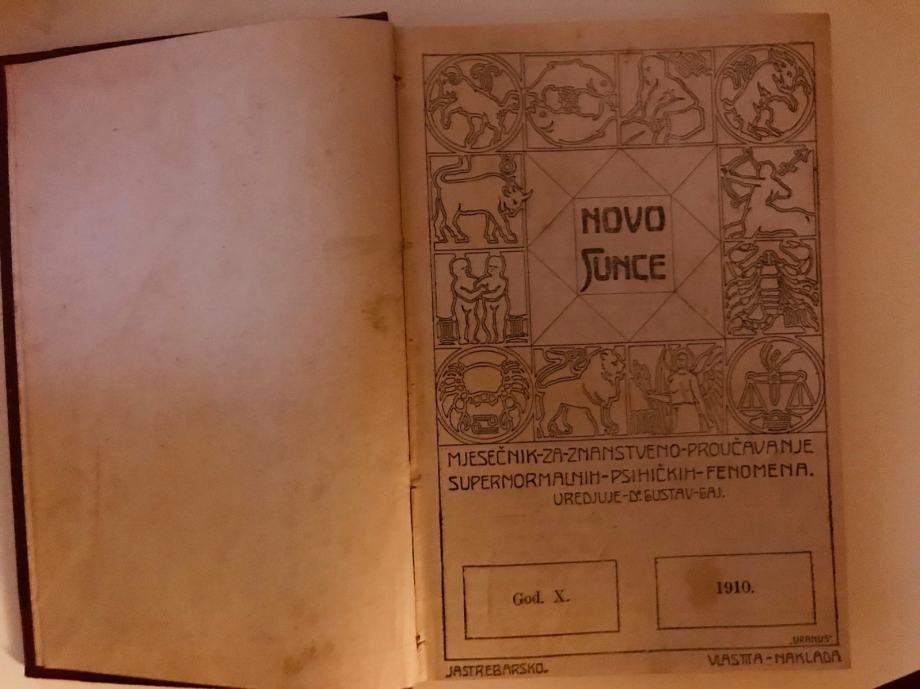 NOVO
SUNCE
MJESEČNIK-ZA-ZNANSTVENO-PROUČAVANJE
SUPERNORMALNIH-PSIHIČKIH-FENOMENA.
UREDJUJE-DR. GUSTAV-GAJ.
God. X.
1910.
„URANUS“
JASTREBARSKO.
VLASTITA-NAKLADA